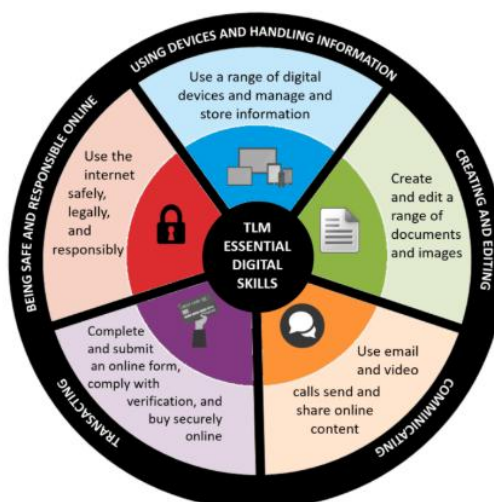 USING DEVICES AND HANDLING INFORMATION
Use a range of digital
devices and manage and
store information
CREATING AND EDITING
Create
and edit a
range of
documents
and images
COMMUNICATING
Use email
and video
calls send and
share online
content
TRANSACTING
Complete
and submit
an online form,
comply with
verification, and
buy securely
online
BEING SAFE AND RESPONSIBLE ONLINE
Use the
internet
safely,
legally,
and
responsibly
TLM
ESSENTIAL
DIGITAL
SKILLS